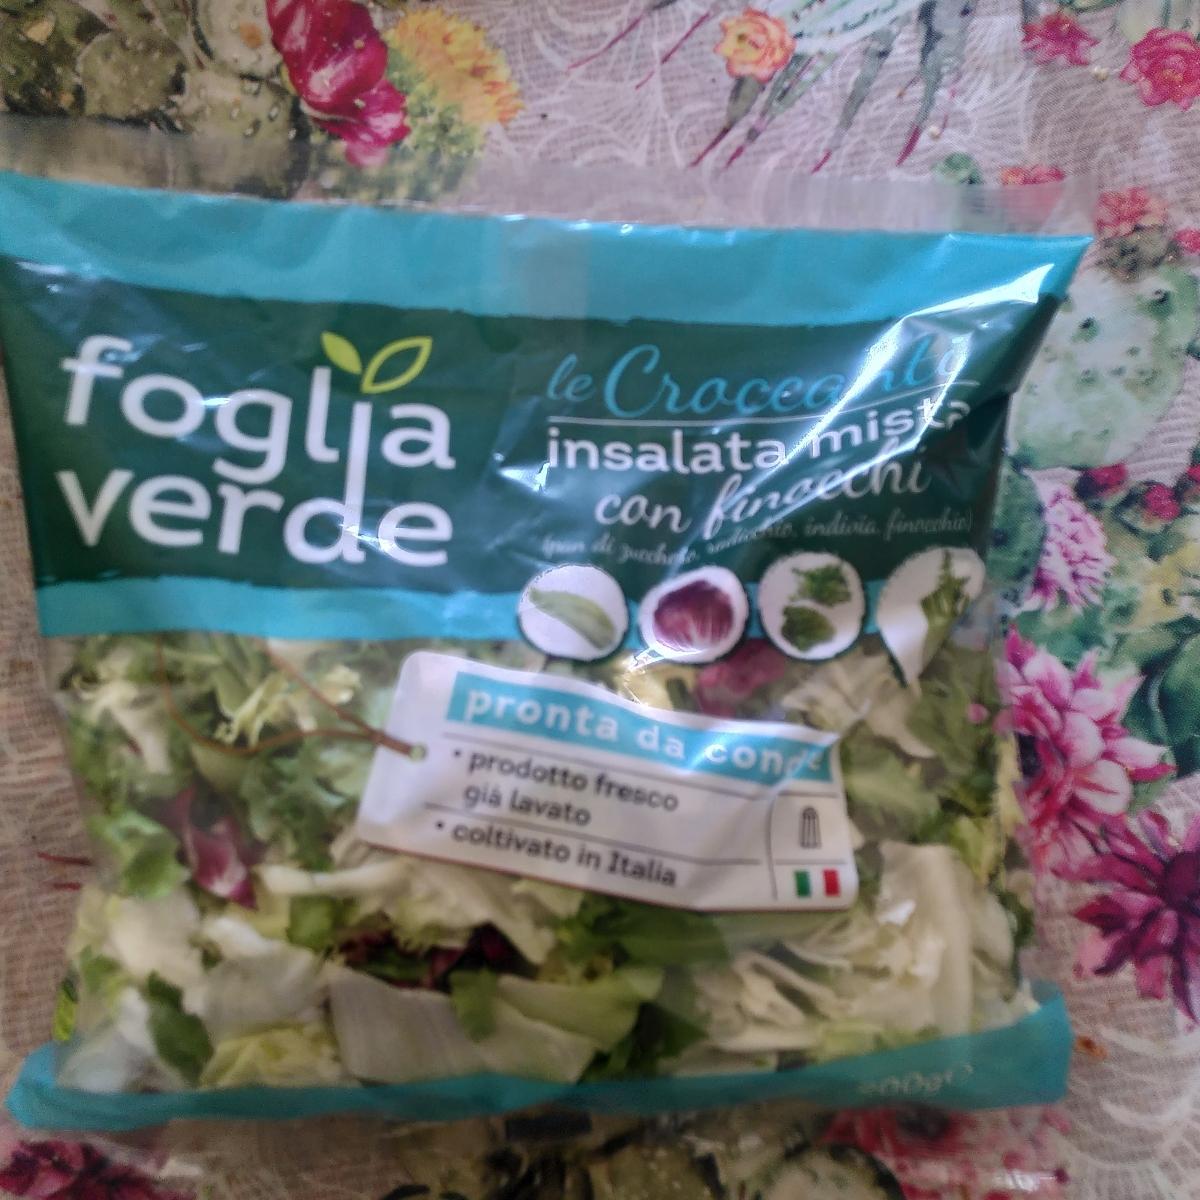 foglia
verde
le Croccanti
insalata mista
con finocchi
(pan di zucchero, radicchio, indivia, finocchio)
pronta da cond
• prodotto fresco
già lavato
• coltivato in Italia